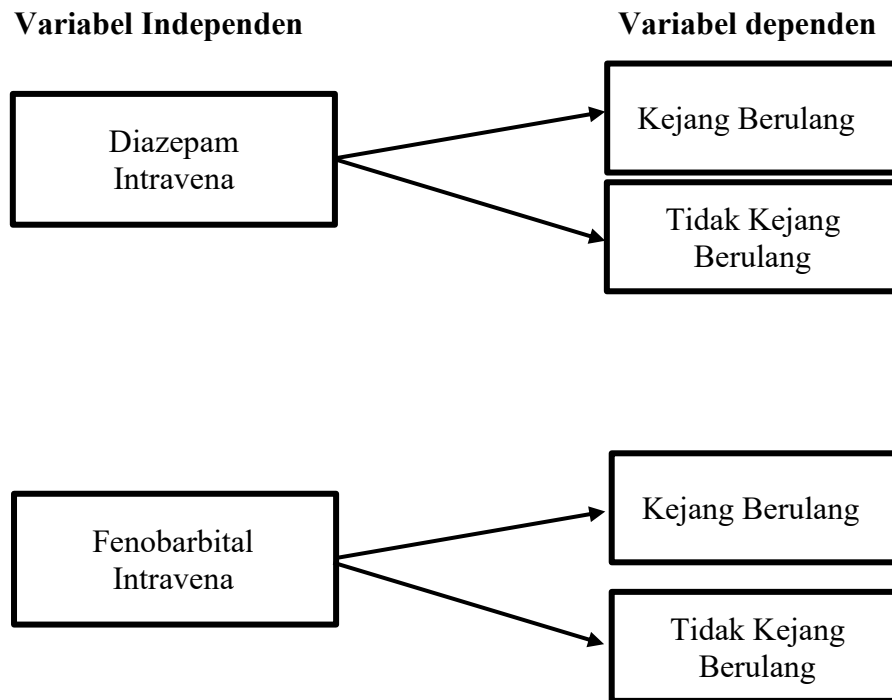 Variabel Independen
Variabel dependen
Diazepam
Intravena
Kejang Berulang
Tidak Kejang
Berulang
Fenobarbital
Intravena
Kejang Berulang
Tidak Kejang
Berulang